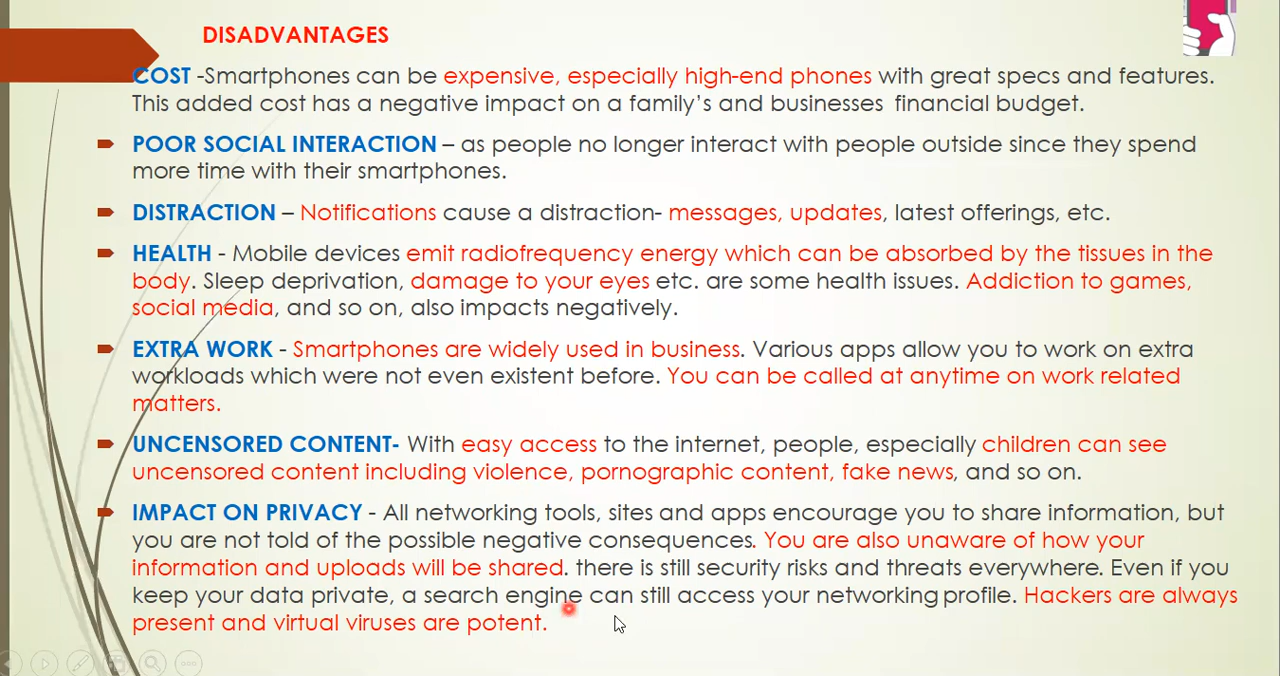 DISADVANTAGES
COST -Smartphones can be expensive, especially high-end phones with great specs and features.
This added cost has a negative impact on a family's and businesses financial budget.
POOR SOCIAL INTERACTION – as people no longer interact with people outside since they spend
more time with their smartphones.
DISTRACTION – Notifications cause a distraction- messages, updates, latest offerings, etc.
HEALTH - Mobile devices emit radiofrequency energy which can be absorbed by the tissues in the
body. Sleep deprivation, damage to your eyes etc. are some health issues. Addiction to games,
social media, and so on, also impacts negatively.
EXTRA WORK - Smartphones are widely used in business. Various apps allow you to work on extra
workloads which were not even existent before. You can be called at anytime on work related
matters.
UNCENSORED CONTENT- With easy access to the internet, people, especially children can see
uncensored content including violence, pornographic content, fake news, and so on.
IMPACT ON PRIVACY - All networking tools, sites and apps encourage you to share information, but
you are not told of the possible negative consequences. You are also unaware of how your
information and uploads will be shared. there is still security risks and threats everywhere. Even if you
keep your data private, a search engine can still access your networking profile. Hackers are always
present and virtual viruses are potent.